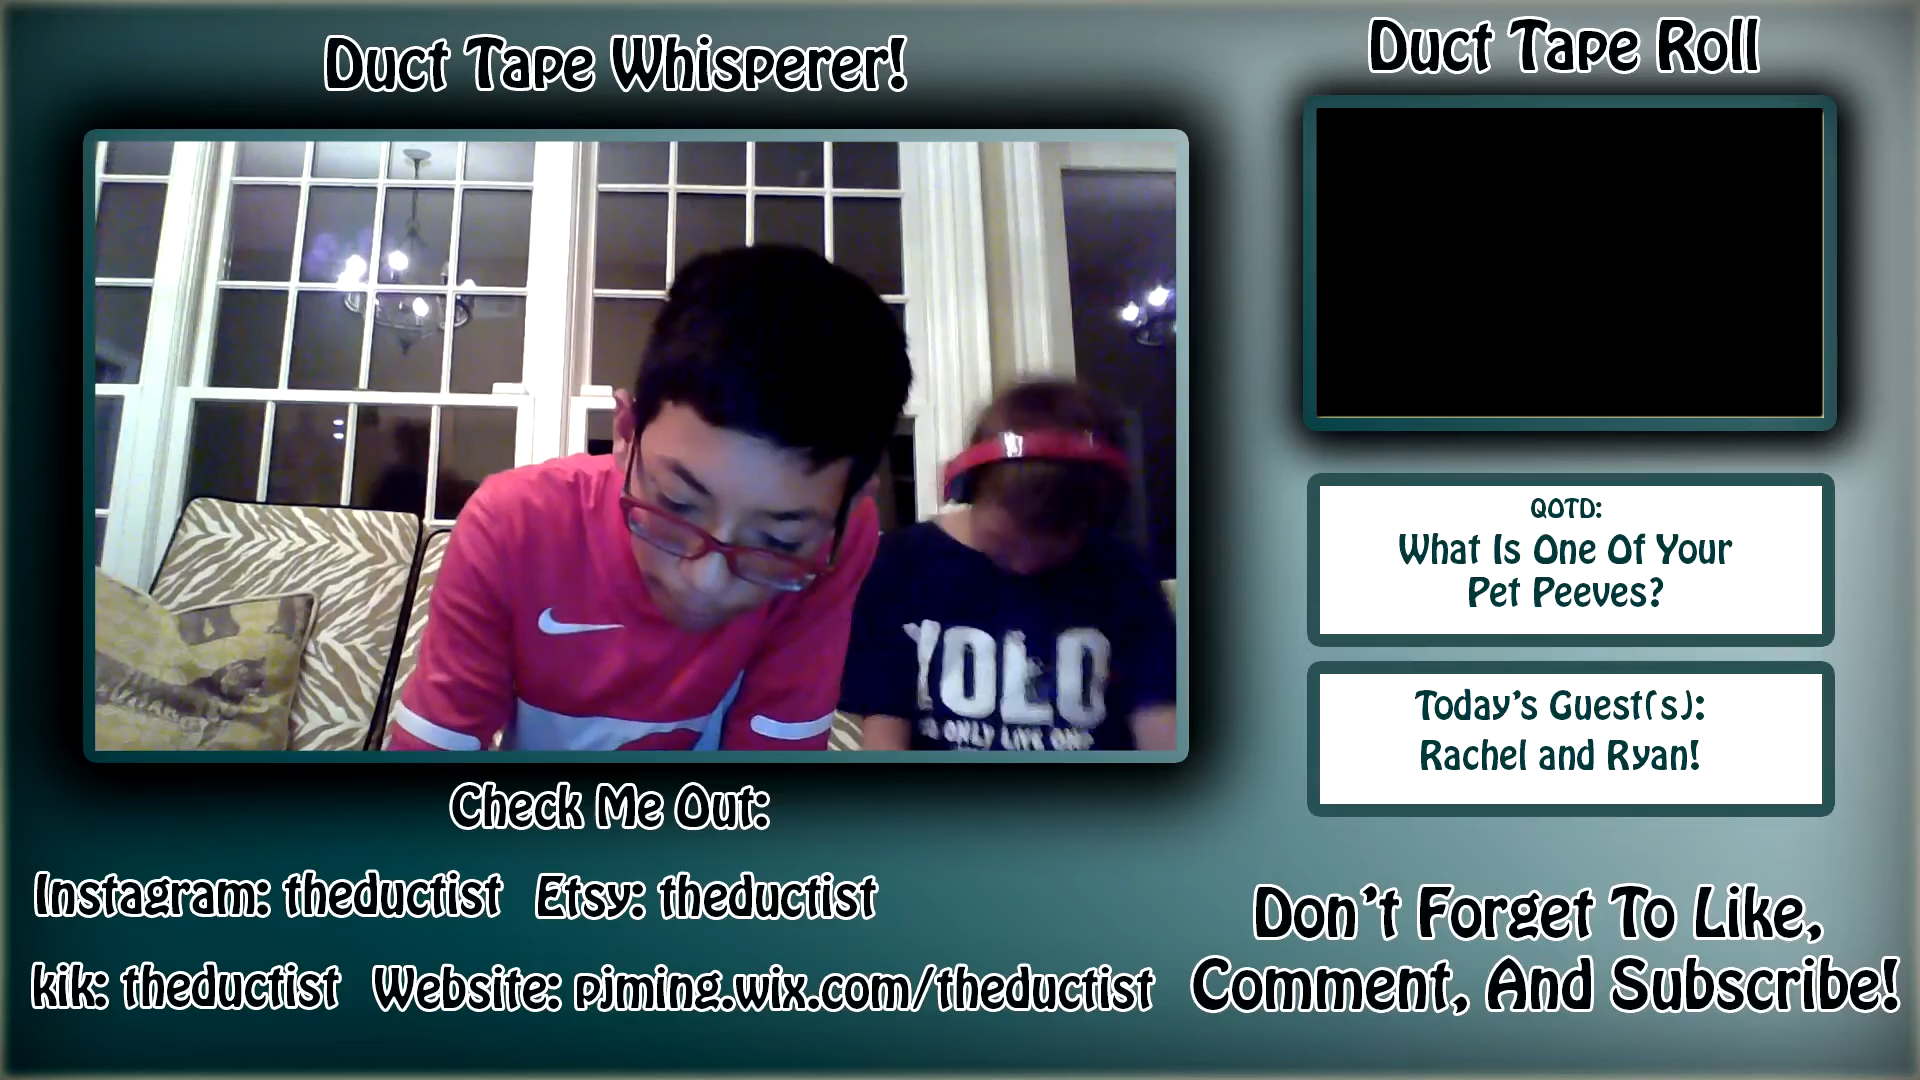 Duct Tape Whisperer!
Duct Tape Roll
YOLO
ONLY LIVE
QOTD:
What Is One Of Your
Pet Peeves?
Today's Guest(s):
Rachel and Ryan!
Check Me Out:
Instagram: theductist Etsy: theductist
kik: theductist Website: pjming.wix.com/theductist
Don't Forget To Like,
Comment, And Subscribe!